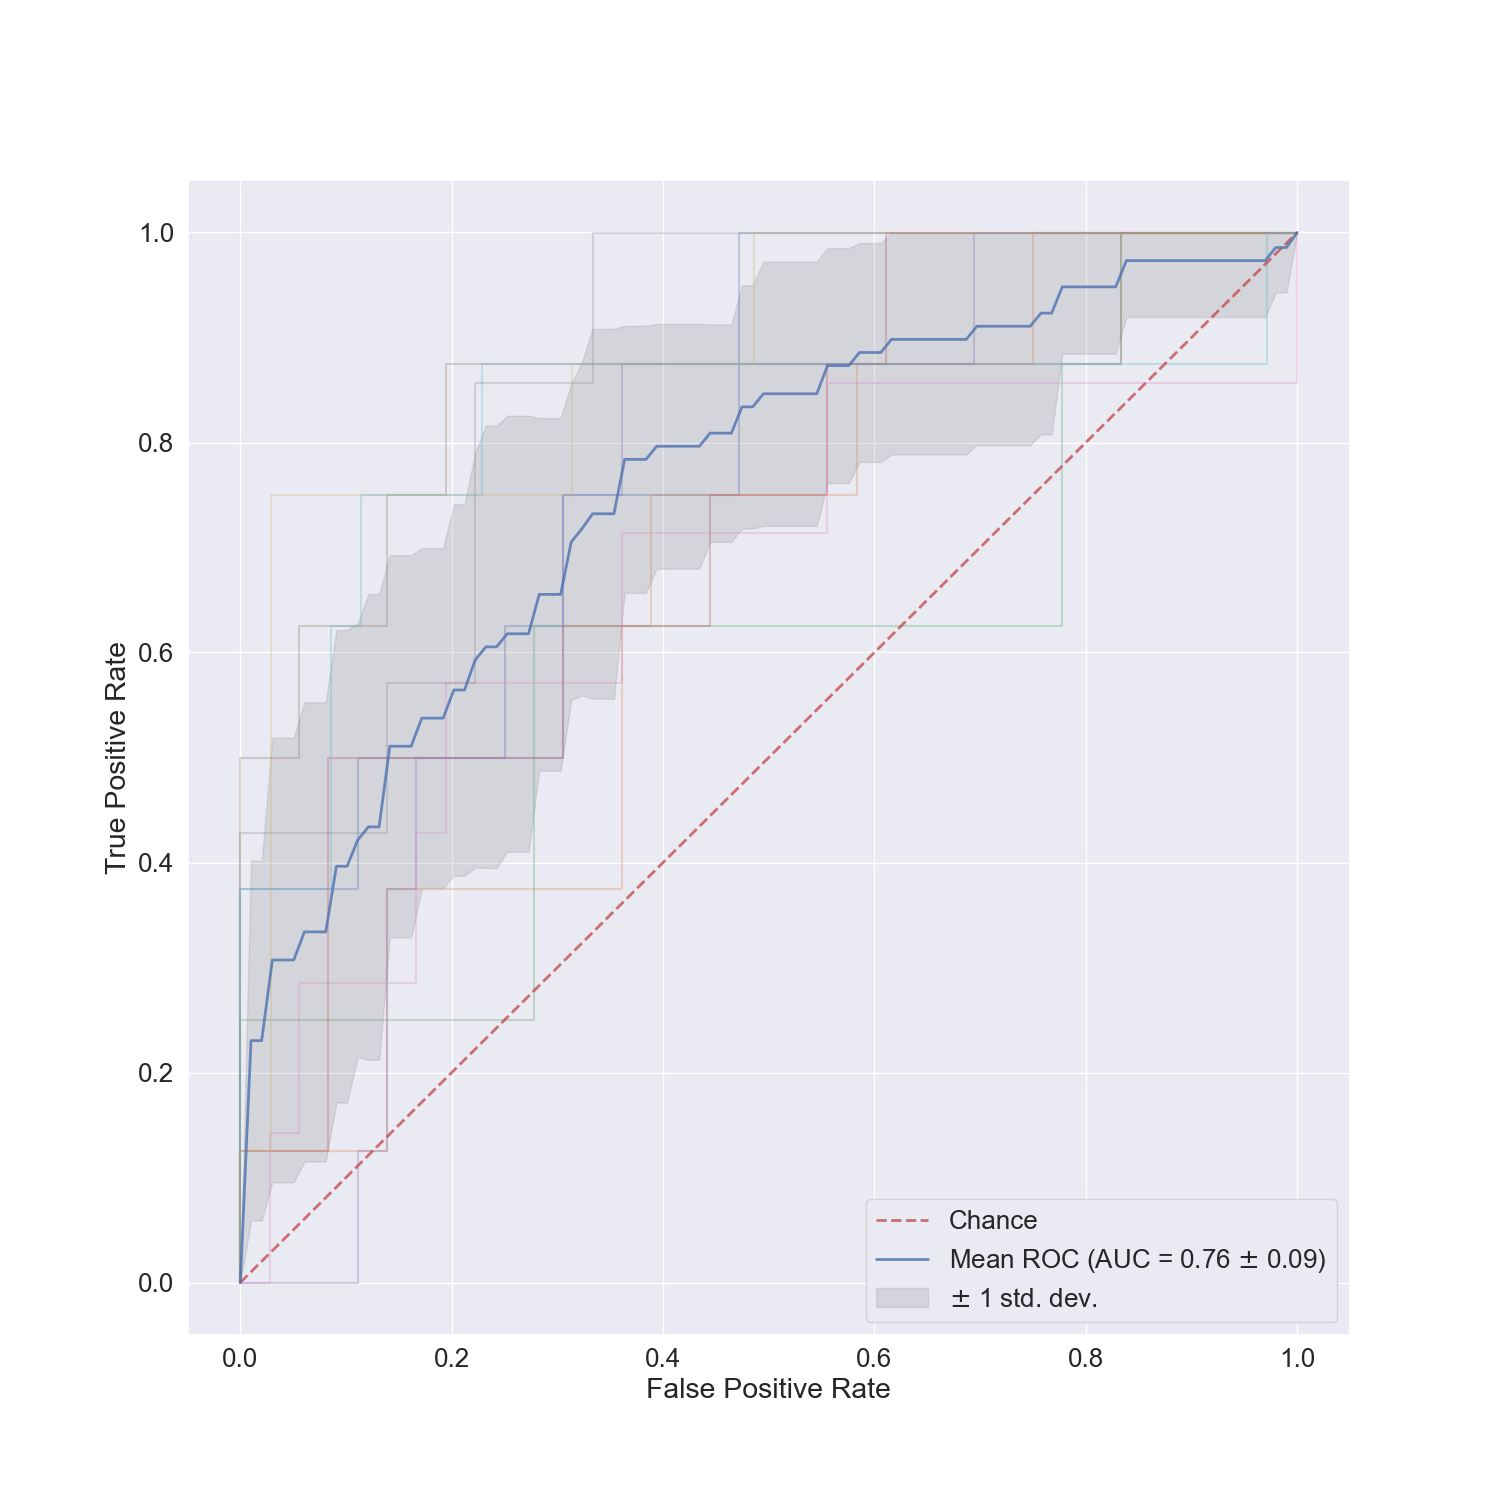 1.0
0.8
0.6
0.4
0.2
0.0
True Positive Rate
Chance
Mean ROC (AUC = 0.76 ± 0.09)
± 1 std. dev.
0.0 0.2 0.4 0.6 0.8 1.0
False Positive Rate